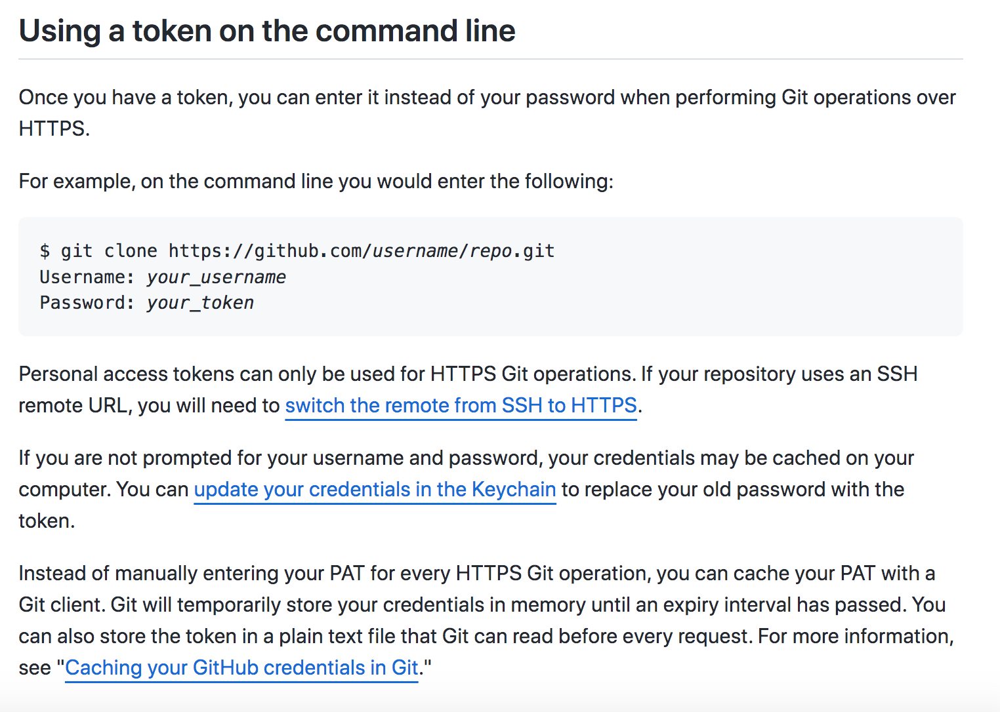 Using a token on the command line
Once you have a token, you can enter it instead of your password when performing Git operations over
HTTPS.
For example, on the command line you would enter the following:
$ git clone https://github.com/username/repo.git
Username: your_username
Password: your_token
Personal access tokens can only be used for HTTPS Git operations. If your repository uses an SSH
remote URL, you will need to switch the remote from SSH to HTTPS.
If you are not prompted for your username and password, your credentials may be cached on your
computer. You can update your credentials in the Keychain to replace your old password with the
token.
Instead of manually entering your PAT for every HTTPS Git operation, you can cache your PAT with a
Git client. Git will temporarily store your credentials in memory until an expiry interval has passed. You
can also store the token in a plain text file that Git can read before every request. For more information,
see "Caching your GitHub credentials in Git."